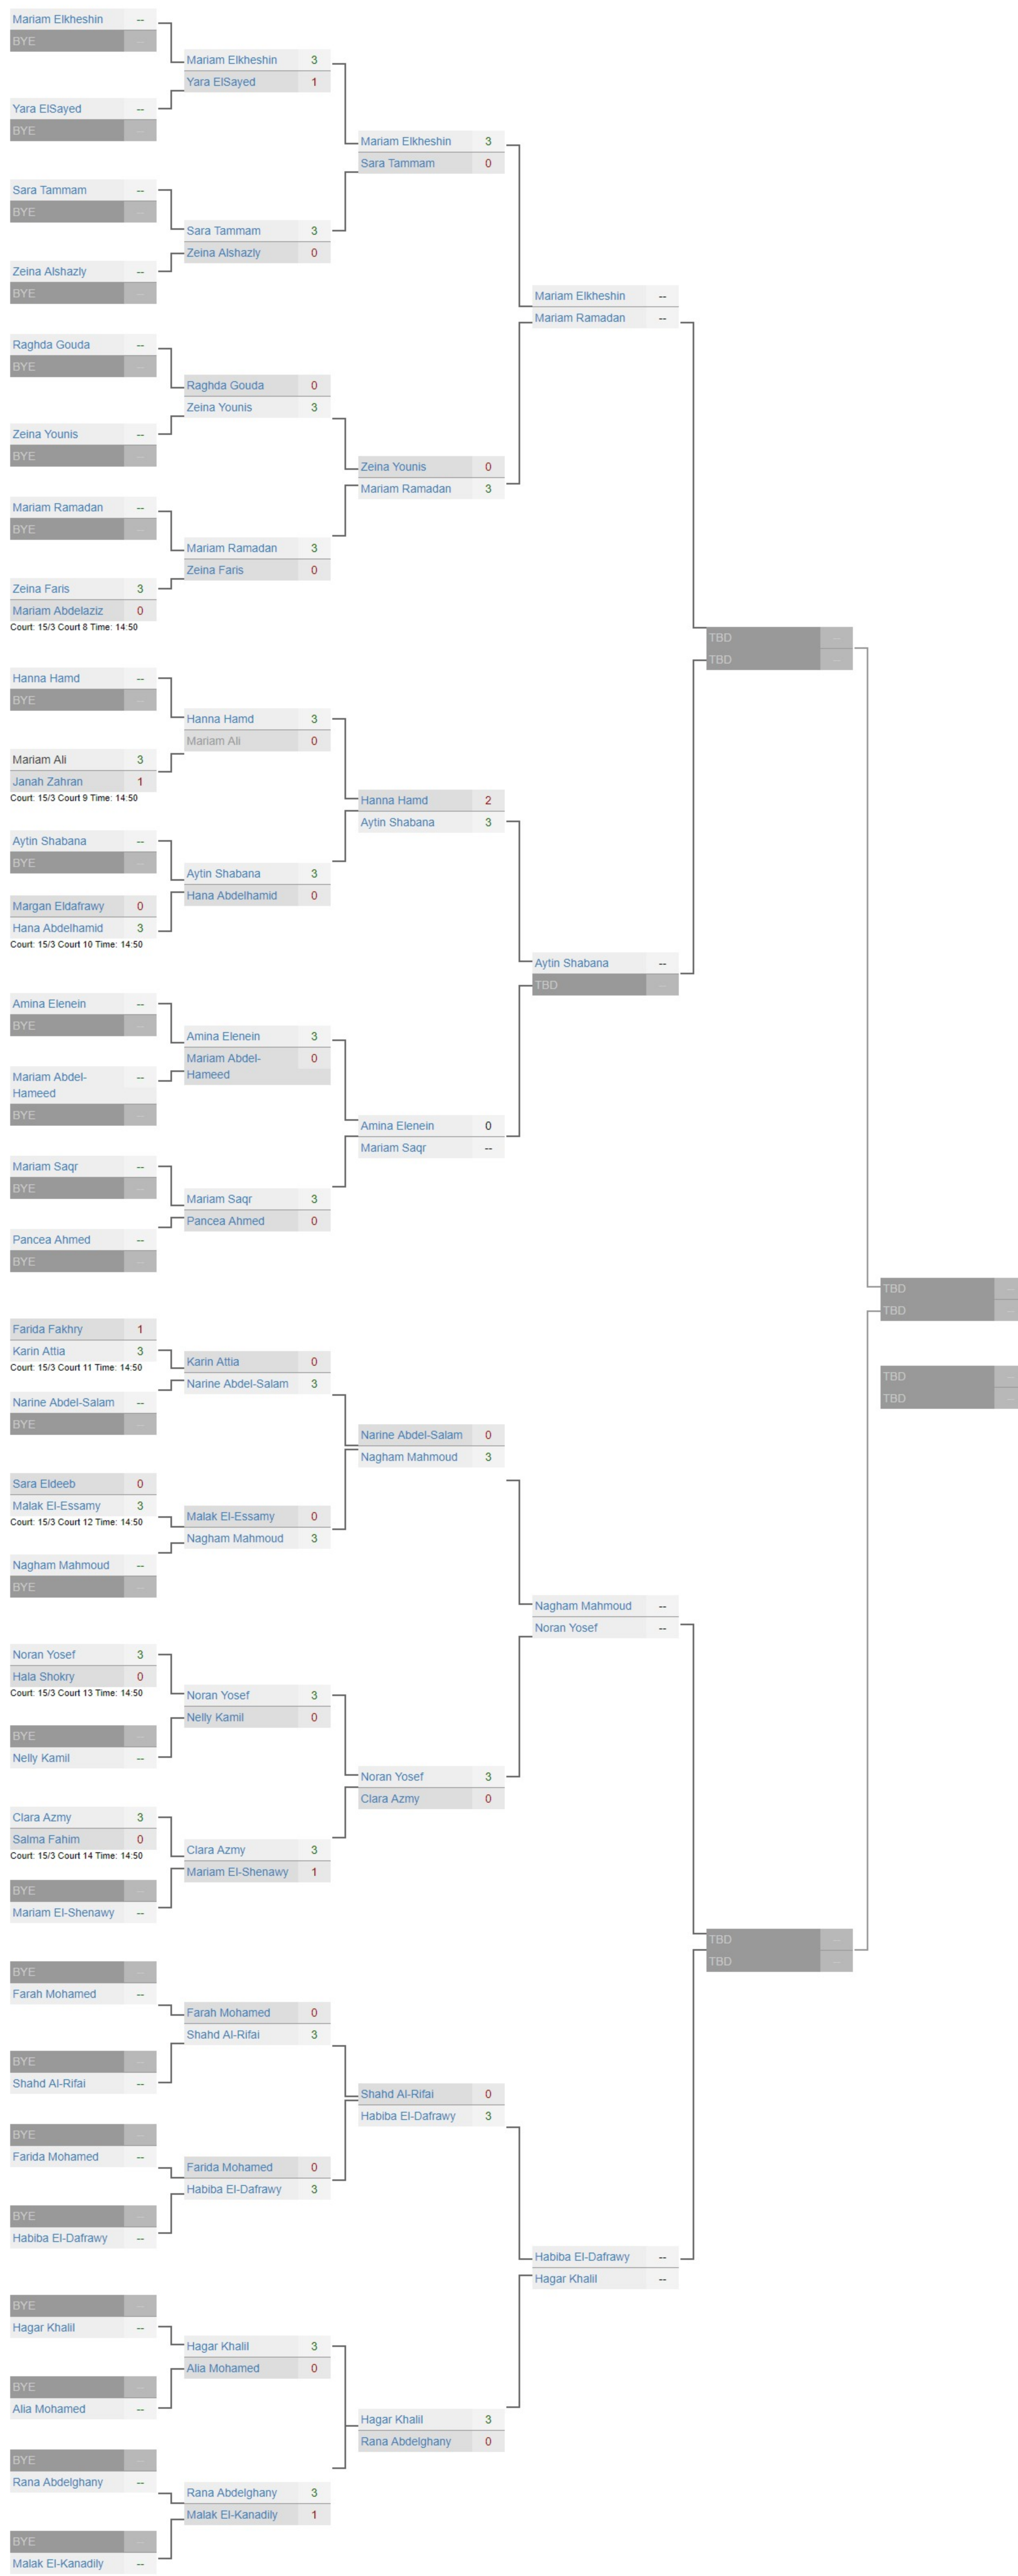 Mariam Elkheshin --
BYE --
Mariam Elkheshin 3
Yara ElSayed 1
Yara ElSayed --
BYE --
Mariam Elkheshin 3
Sara Tammam 0
Sara Tammam --
BYE --
Sara Tammam 3
Zeina Alshazly 0
Zeina Alshazly --
BYE --
Mariam Elkheshin --
Mariam Ramadan --
Raghda Gouda --
BYE --
Raghda Gouda 0
Zeina Younis 3
Zeina Younis --
BYE --
Zeina Younis 0
Mariam Ramadan 3
Mariam Ramadan --
BYE --
Mariam Ramadan 3
Zeina Faris 0
Zeina Faris 3
Mariam Abdelaziz 0
Court: 15/3 Court 8 Time: 14:50
TBD --
TBD --
Hanna Hamd --
BYE --
Hanna Hamd 3
Mariam Ali 0
Mariam Ali 3
Janah Zahran 1
Court: 15/3 Court 9 Time: 14:50
Hanna Hamd 2
Aytin Shabana 3
Aytin Shabana --
BYE --
Aytin Shabana 3
Hana Abdelhamid 0
Margan Eldafrawy 0
Hana Abdelhamid 3
Court: 15/3 Court 10 Time: 14:50
Aytin Shabana --
TBD --
Amina Elenein --
BYE --
Amina Elenein 3
Mariam Abdel- 0
Hameed
Mariam Abdel- --
Hameed
BYE --
Amina Elenein 0
Mariam Saqr --
Mariam Saqr --
BYE --
Mariam Saqr 3
Pancea Ahmed 0
Pancea Ahmed --
BYE --
TBD --
TBD --
Farida Fakhry 1
Karin Attia 3
Court: 15/3 Court 11 Time: 14:50
Karin Attia 0
Narine Abdel-Salam 3
TBD --
TBD --
Narine Abdel-Salam --
BYE --
Narine Abdel-Salam 0
Nagham Mahmoud 3
Sara Eldeeb 0
Malak El-Essamy 3
Court: 15/3 Court 12 Time: 14:50
Malak El-Essamy 0
Nagham Mahmoud 3
Nagham Mahmoud --
BYE --
Nagham Mahmoud --
Noran Yosef --
Noran Yosef 3
Hala Shokry 0
Court: 15/3 Court 13 Time: 14:50
Noran Yosef 3
Nelly Kamil 0
BYE --
Nelly Kamil --
Noran Yosef 3
Clara Azmy 0
Clara Azmy 3
Salma Fahim 0
Court: 15/3 Court 14 Time: 14:50
Clara Azmy 3
Mariam El-Shenawy 1
BYE --
Mariam El-Shenawy --
TBD --
TBD --
BYE --
Farah Mohamed --
Farah Mohamed 0
Shahd Al-Rifai 3
BYE --
Shahd Al-Rifai --
Shahd Al-Rifai 0
Habiba El-Dafrawy 3
BYE --
Farida Mohamed --
Farida Mohamed 0
Habiba El-Dafrawy 3
BYE --
Habiba El-Dafrawy --
Habiba El-Dafrawy --
Hagar Khalil --
BYE --
Hagar Khalil --
Hagar Khalil 3
Alia Mohamed 0
BYE --
Alia Mohamed --
Hagar Khalil 3
Rana Abdelghany 0
BYE --
Rana Abdelghany --
Rana Abdelghany 3
Malak El-Kanadily 1
BYE --
Malak El-Kanadily --